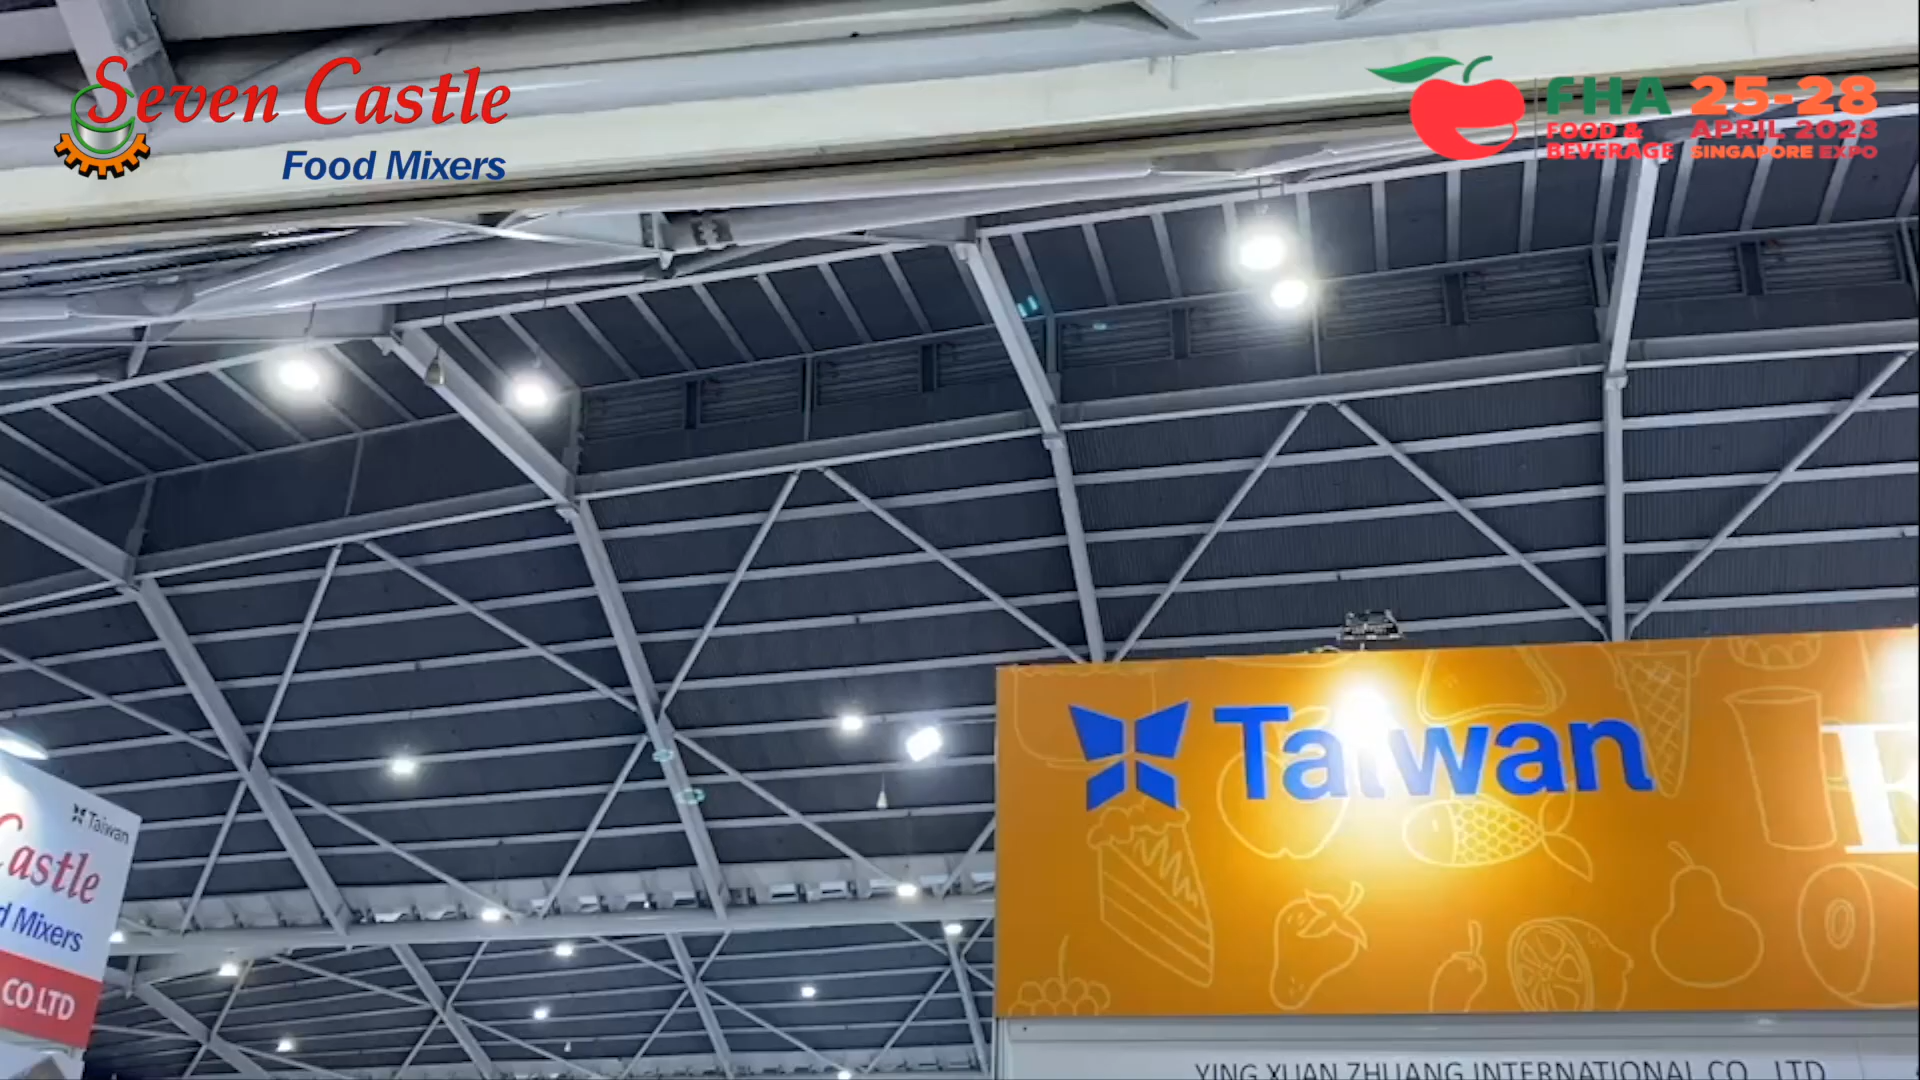 Seven Castle
Food Mixers
FHA
FOOD &
BEVERAGE
25-28
APRIL 2023
SINGAPORE EXPO
Taiwan
Taiwan
Castle
Mixers
CO LTD
YING XUAN ZHUANG INTERNATIONAL CO., LTD